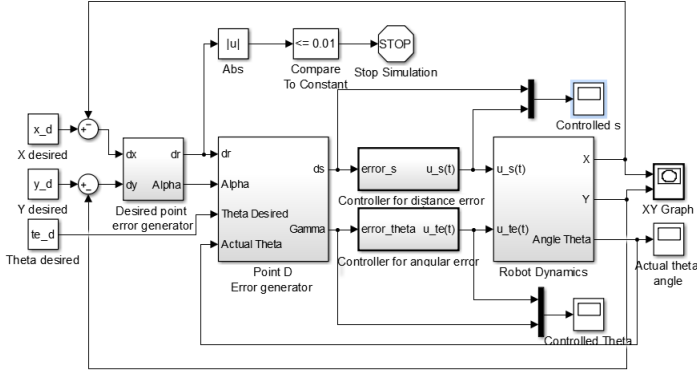 |u|
<= 0.01
STOP
Abs
Compare
To Constant
Stop Simulation
Controlled s
x_d
X desired
+
−
dx
dr
dy
Alpha
Desired point
error generator
y_d
Y desired
+
−
te_d
Theta desired
dr
Alpha
Theta Desired
Actual Theta
ds
Gamma
Point D
Error generator
error_s
u_s(t)
Controller for distance error
error_theta
u_te(t)
Controller for angular error
u_s(t)
u_te(t)
X
Y
Angle Theta
Robot Dynamics
XY Graph
Actual theta
angle
Controlled Theta